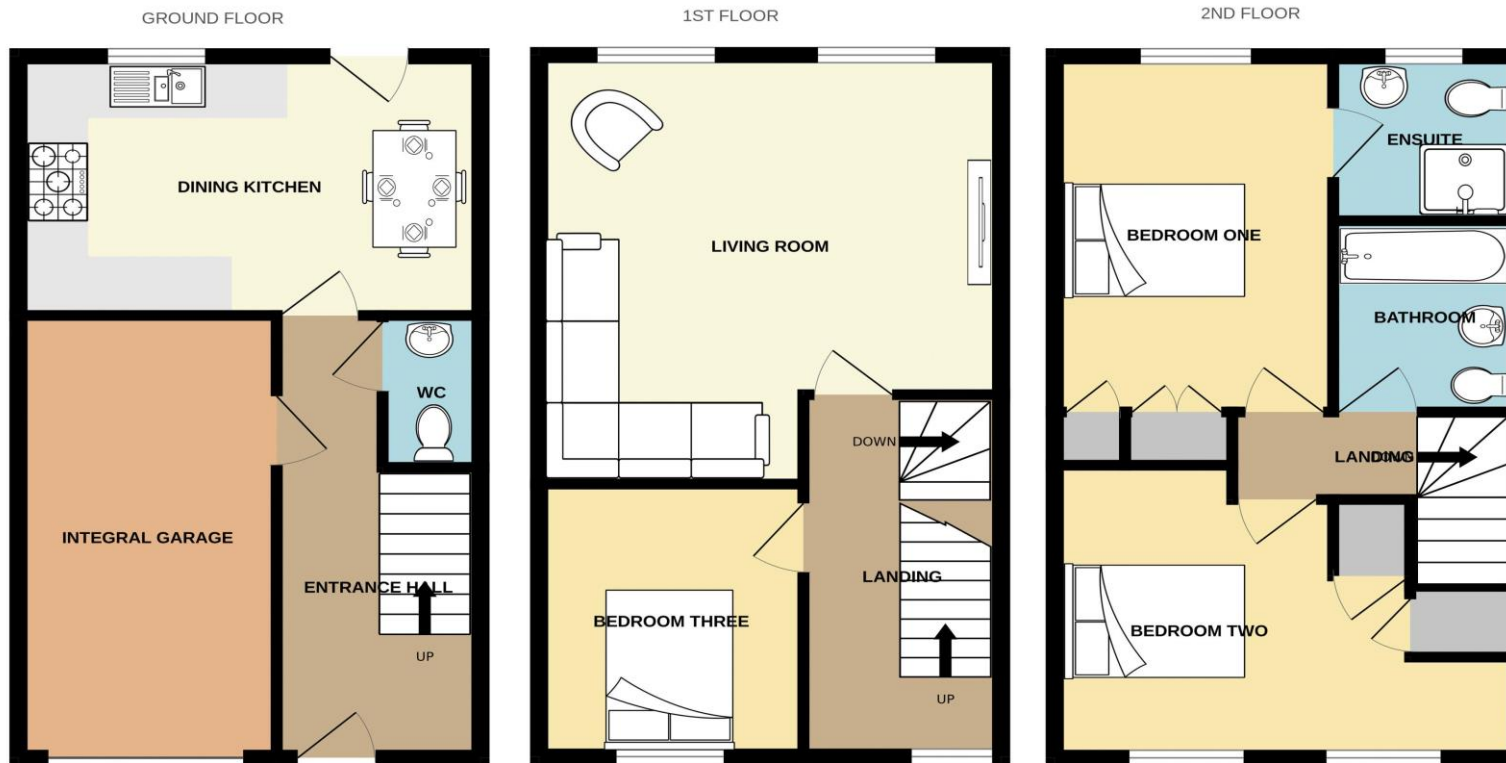 GROUND FLOOR
DINING KITCHEN
WC
INTEGRAL GARAGE
ENTRANCE HALL
UP
1ST FLOOR
LIVING ROOM
DOWN
LANDING
BEDROOM THREE
UP
2ND FLOOR
ENSUITE
BEDROOM ONE
BATHROOM
LANDING
BEDROOM TWO